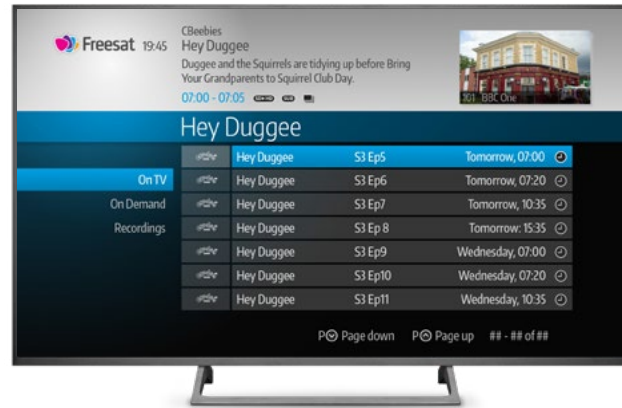 Freesat 19:45
CBeebies
Hey Duggee
Duggee and the Squirrels are tidying up before Bring
Your Grandparents to Squirrel Club Day.
07:00 - 07:05
101 BBC One
Hey Duggee
On TV
On Demand
Recordings
Hey Duggee S3 Ep5 Tomorrow, 07:00
Hey Duggee S3 Ep6 Tomorrow, 07:20
Hey Duggee S3 Ep7 Tomorrow, 10:35
Hey Duggee S3 Ep 8 Tomorrow: 15:35
Hey Duggee S3 Ep9 Wednesday, 07:00
Hey Duggee S3 Ep10 Wednesday, 07:20
Hey Duggee S3 Ep11 Wednesday, 10:35
P Page down P Page up ## - ## of ##